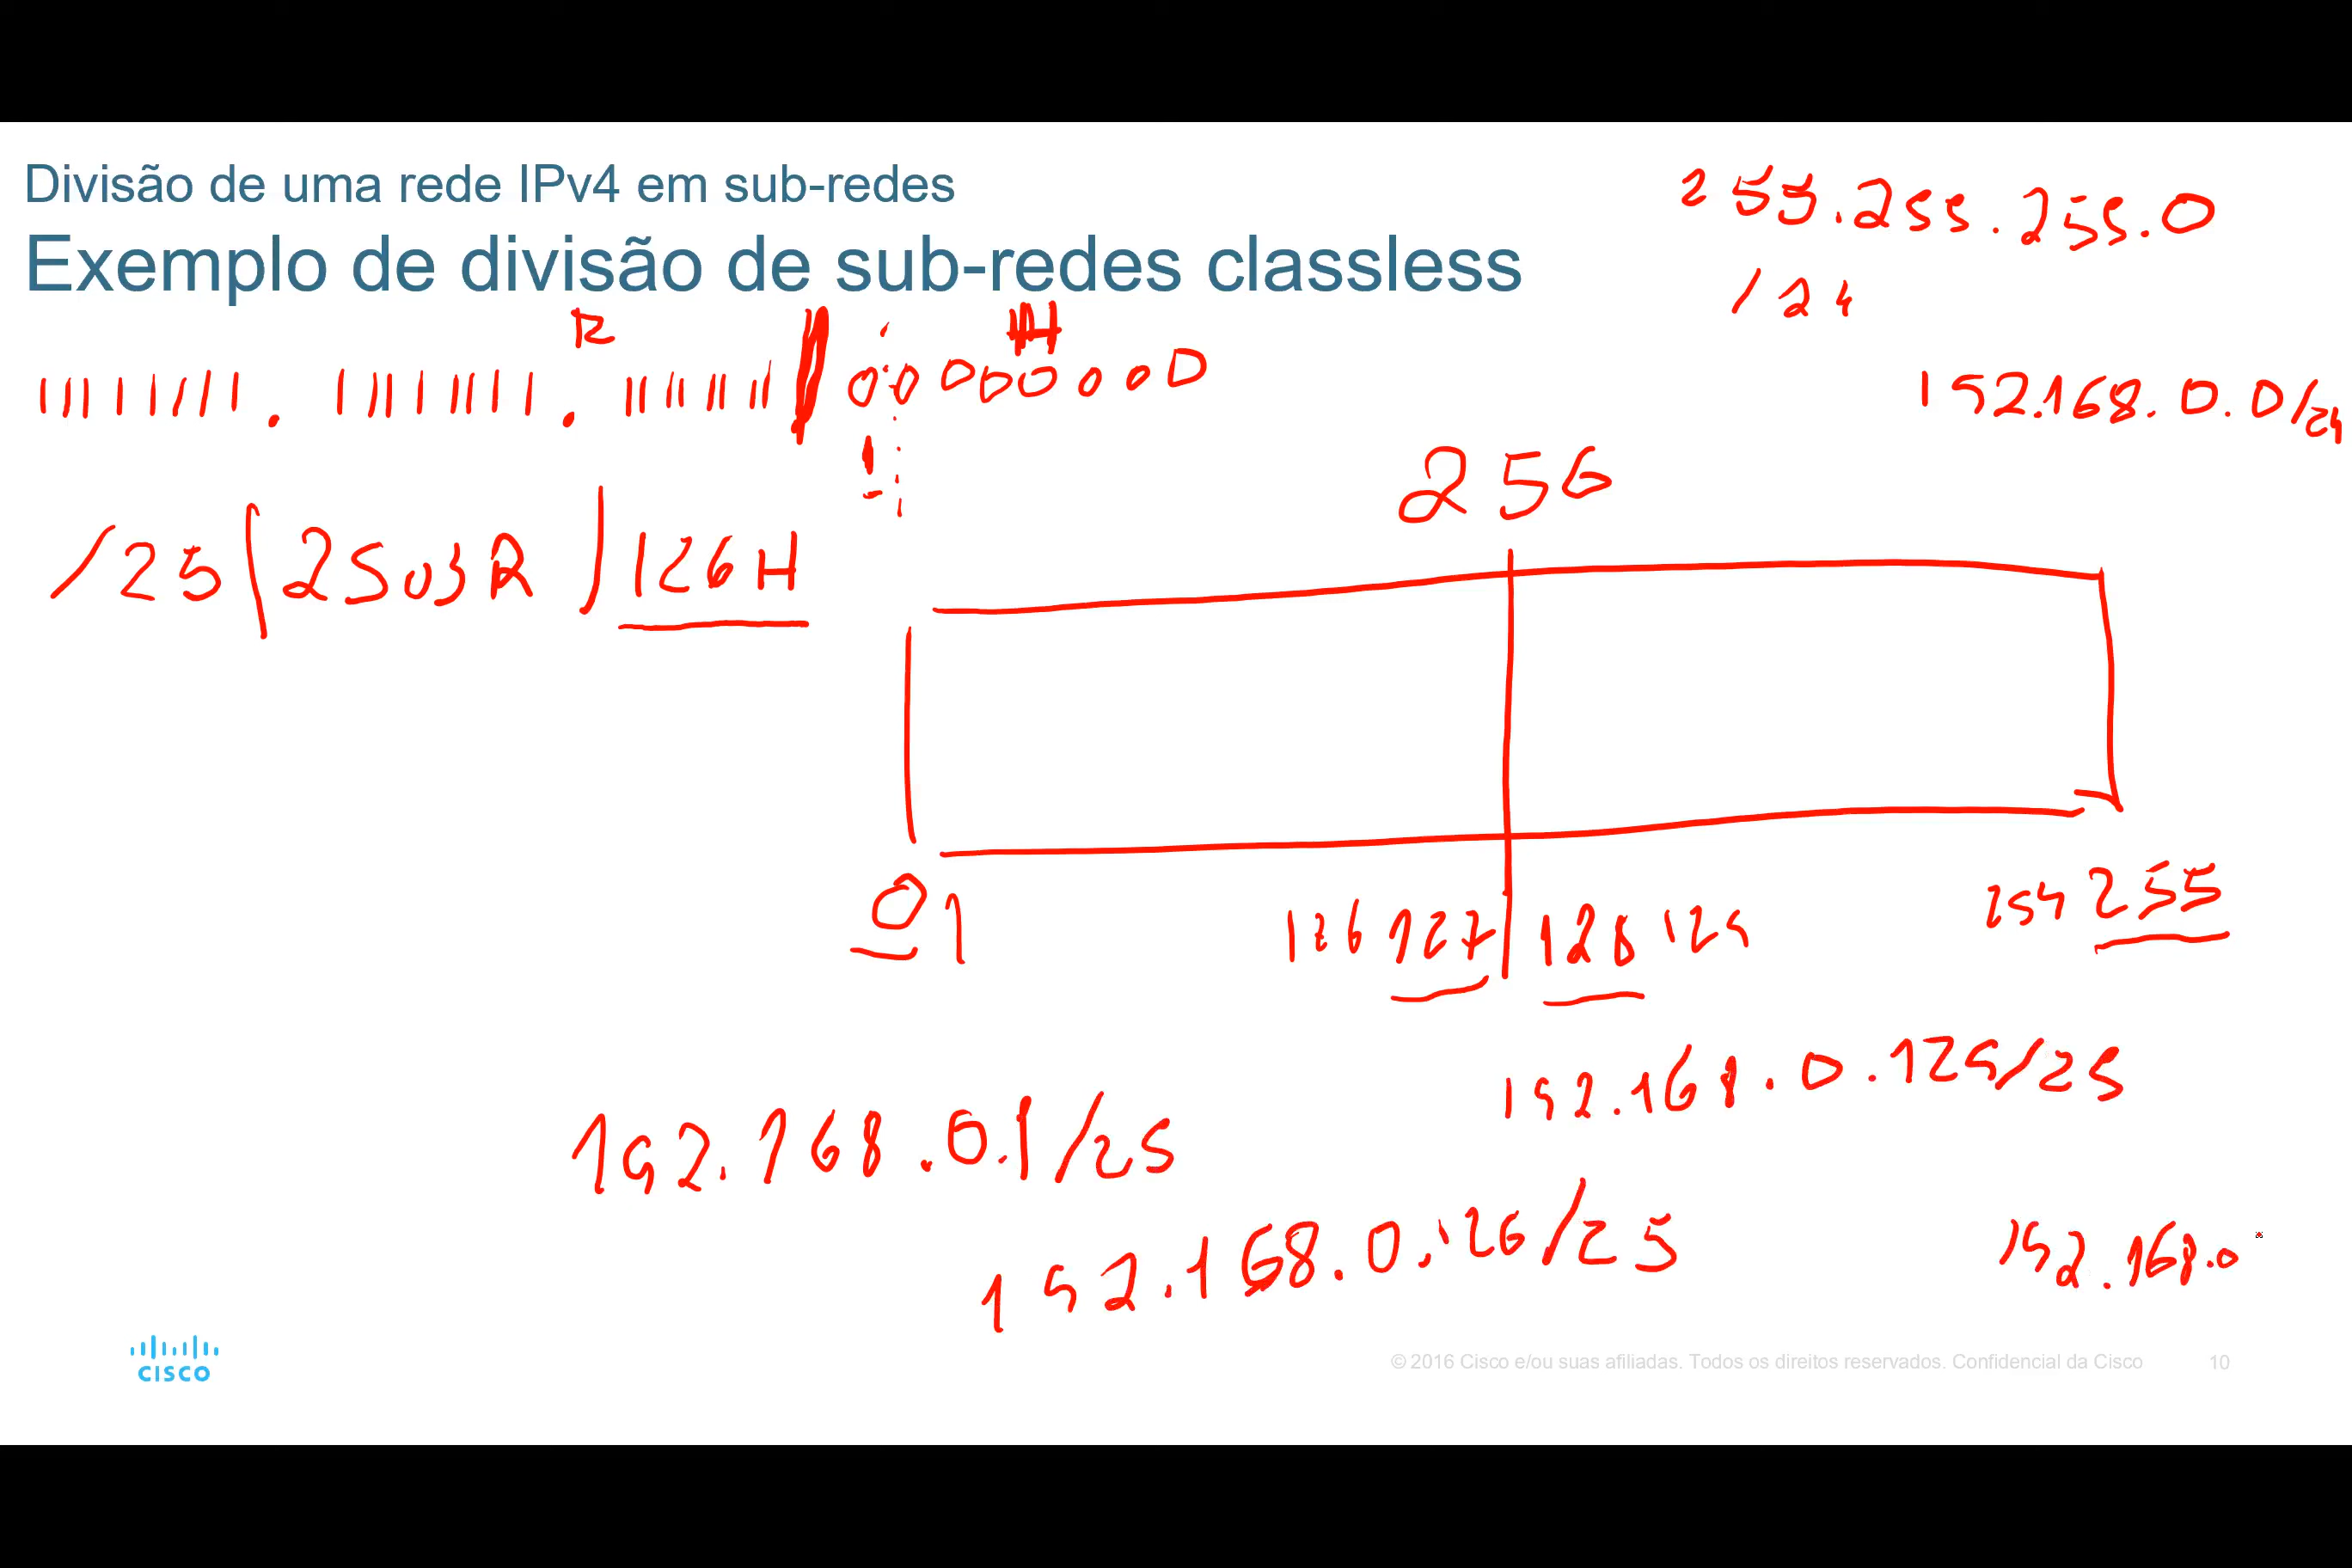 Divisão de uma rede IPv4 em sub-redes
Exemplo de divisão de sub-redes classless
255.255.255.0
/24
192.168.0.0/24
R H
11111111.11111111.11111111 00000000
1
/25 | 2 SUBR | 126H
256
0 1 126 127 128 129 254 255
192.168.0.129/25
192.168.0.1/25
192.168.0.126/25
192.168.0
CISCO
© 2016 Cisco e/ou suas afiliadas. Todos os direitos reservados. Confidencial da Cisco 10